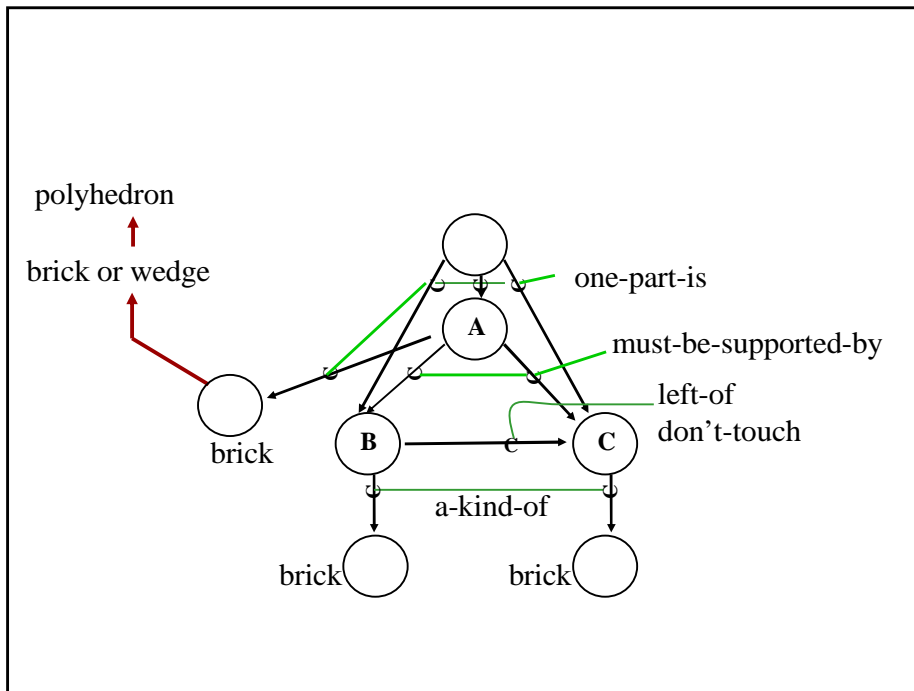 polyhedron
brick or wedge
one-part-is
A
must-be-supported-by
left-of
don’t-touch
brick
B
C
C
a-kind-of
brick
brick